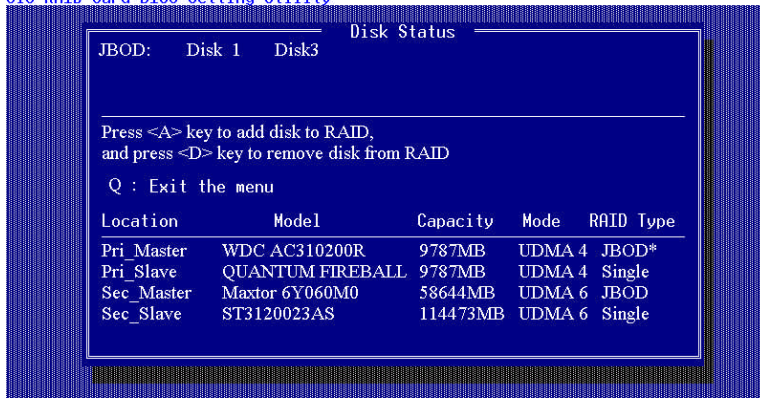 Disk Status
JBOD: Disk 1 Disk3
Press <A> key to add disk to RAID,
and press <D> key to remove disk from RAID
Q : Exit the menu
Location Model Capacity Mode RAID Type
Pri_Master WDC AC310200R 9787MB UDMA 4 JBOD*
Pri_Slave QUANTUM FIREBALL 9787MB UDMA 4 Single
Sec_Master Maxtor 6Y060M0 58644MB UDMA 6 JBOD
Sec_Slave ST3120023AS 114473MB UDMA 6 Single